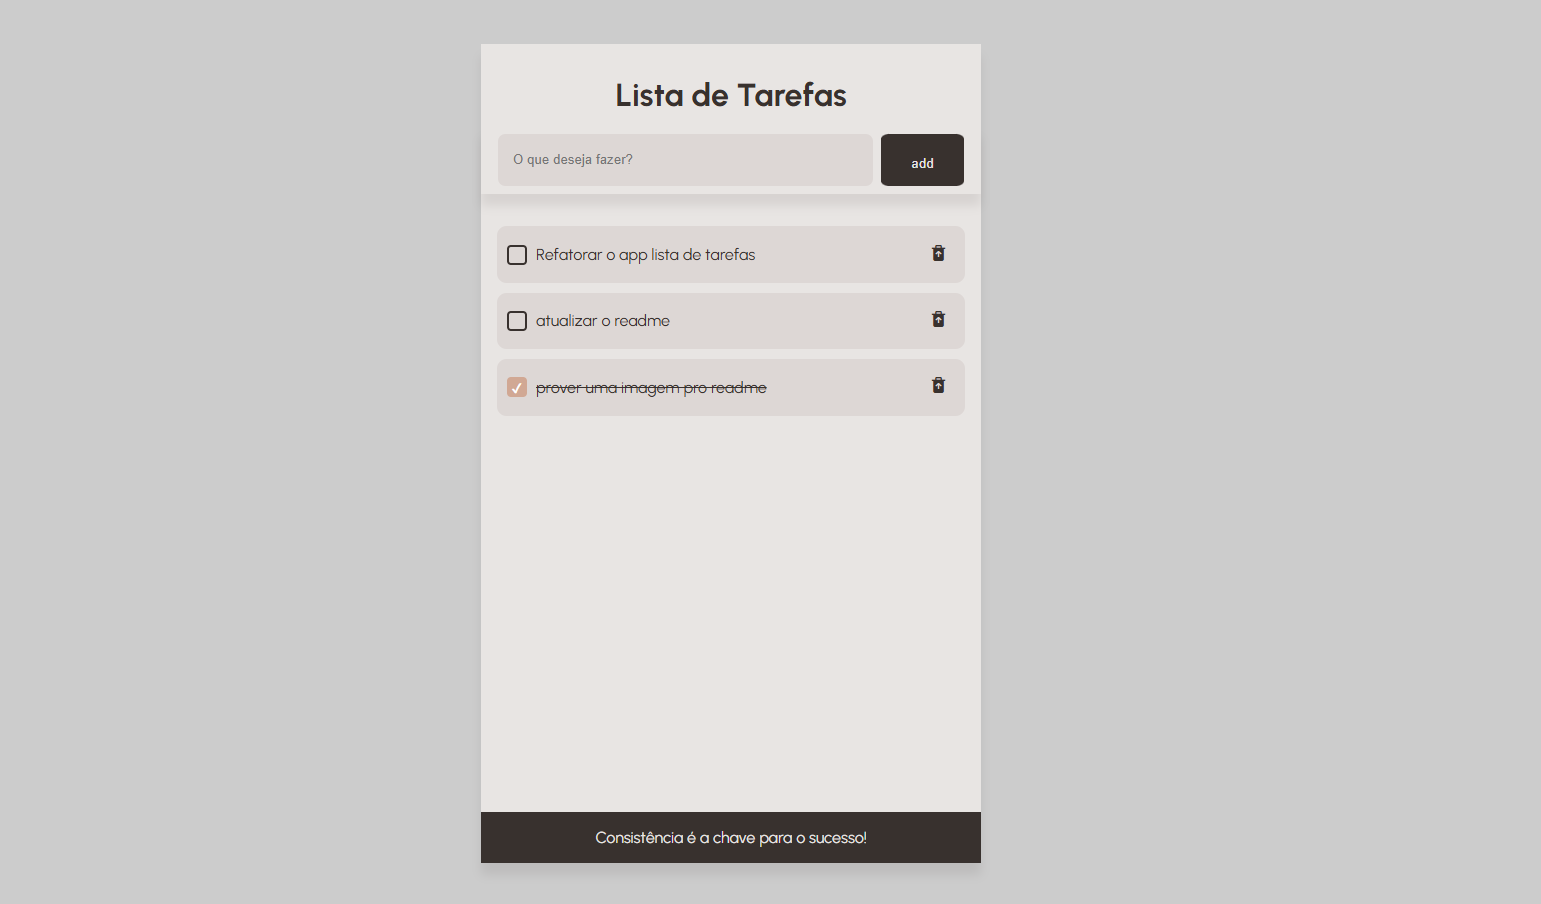 Lista de Tarefas
O que deseja fazer?
add
Refatorar o app lista de tarefas
atualizar o readme
prover uma imagem pro readme
Consistência é a chave para o sucesso!